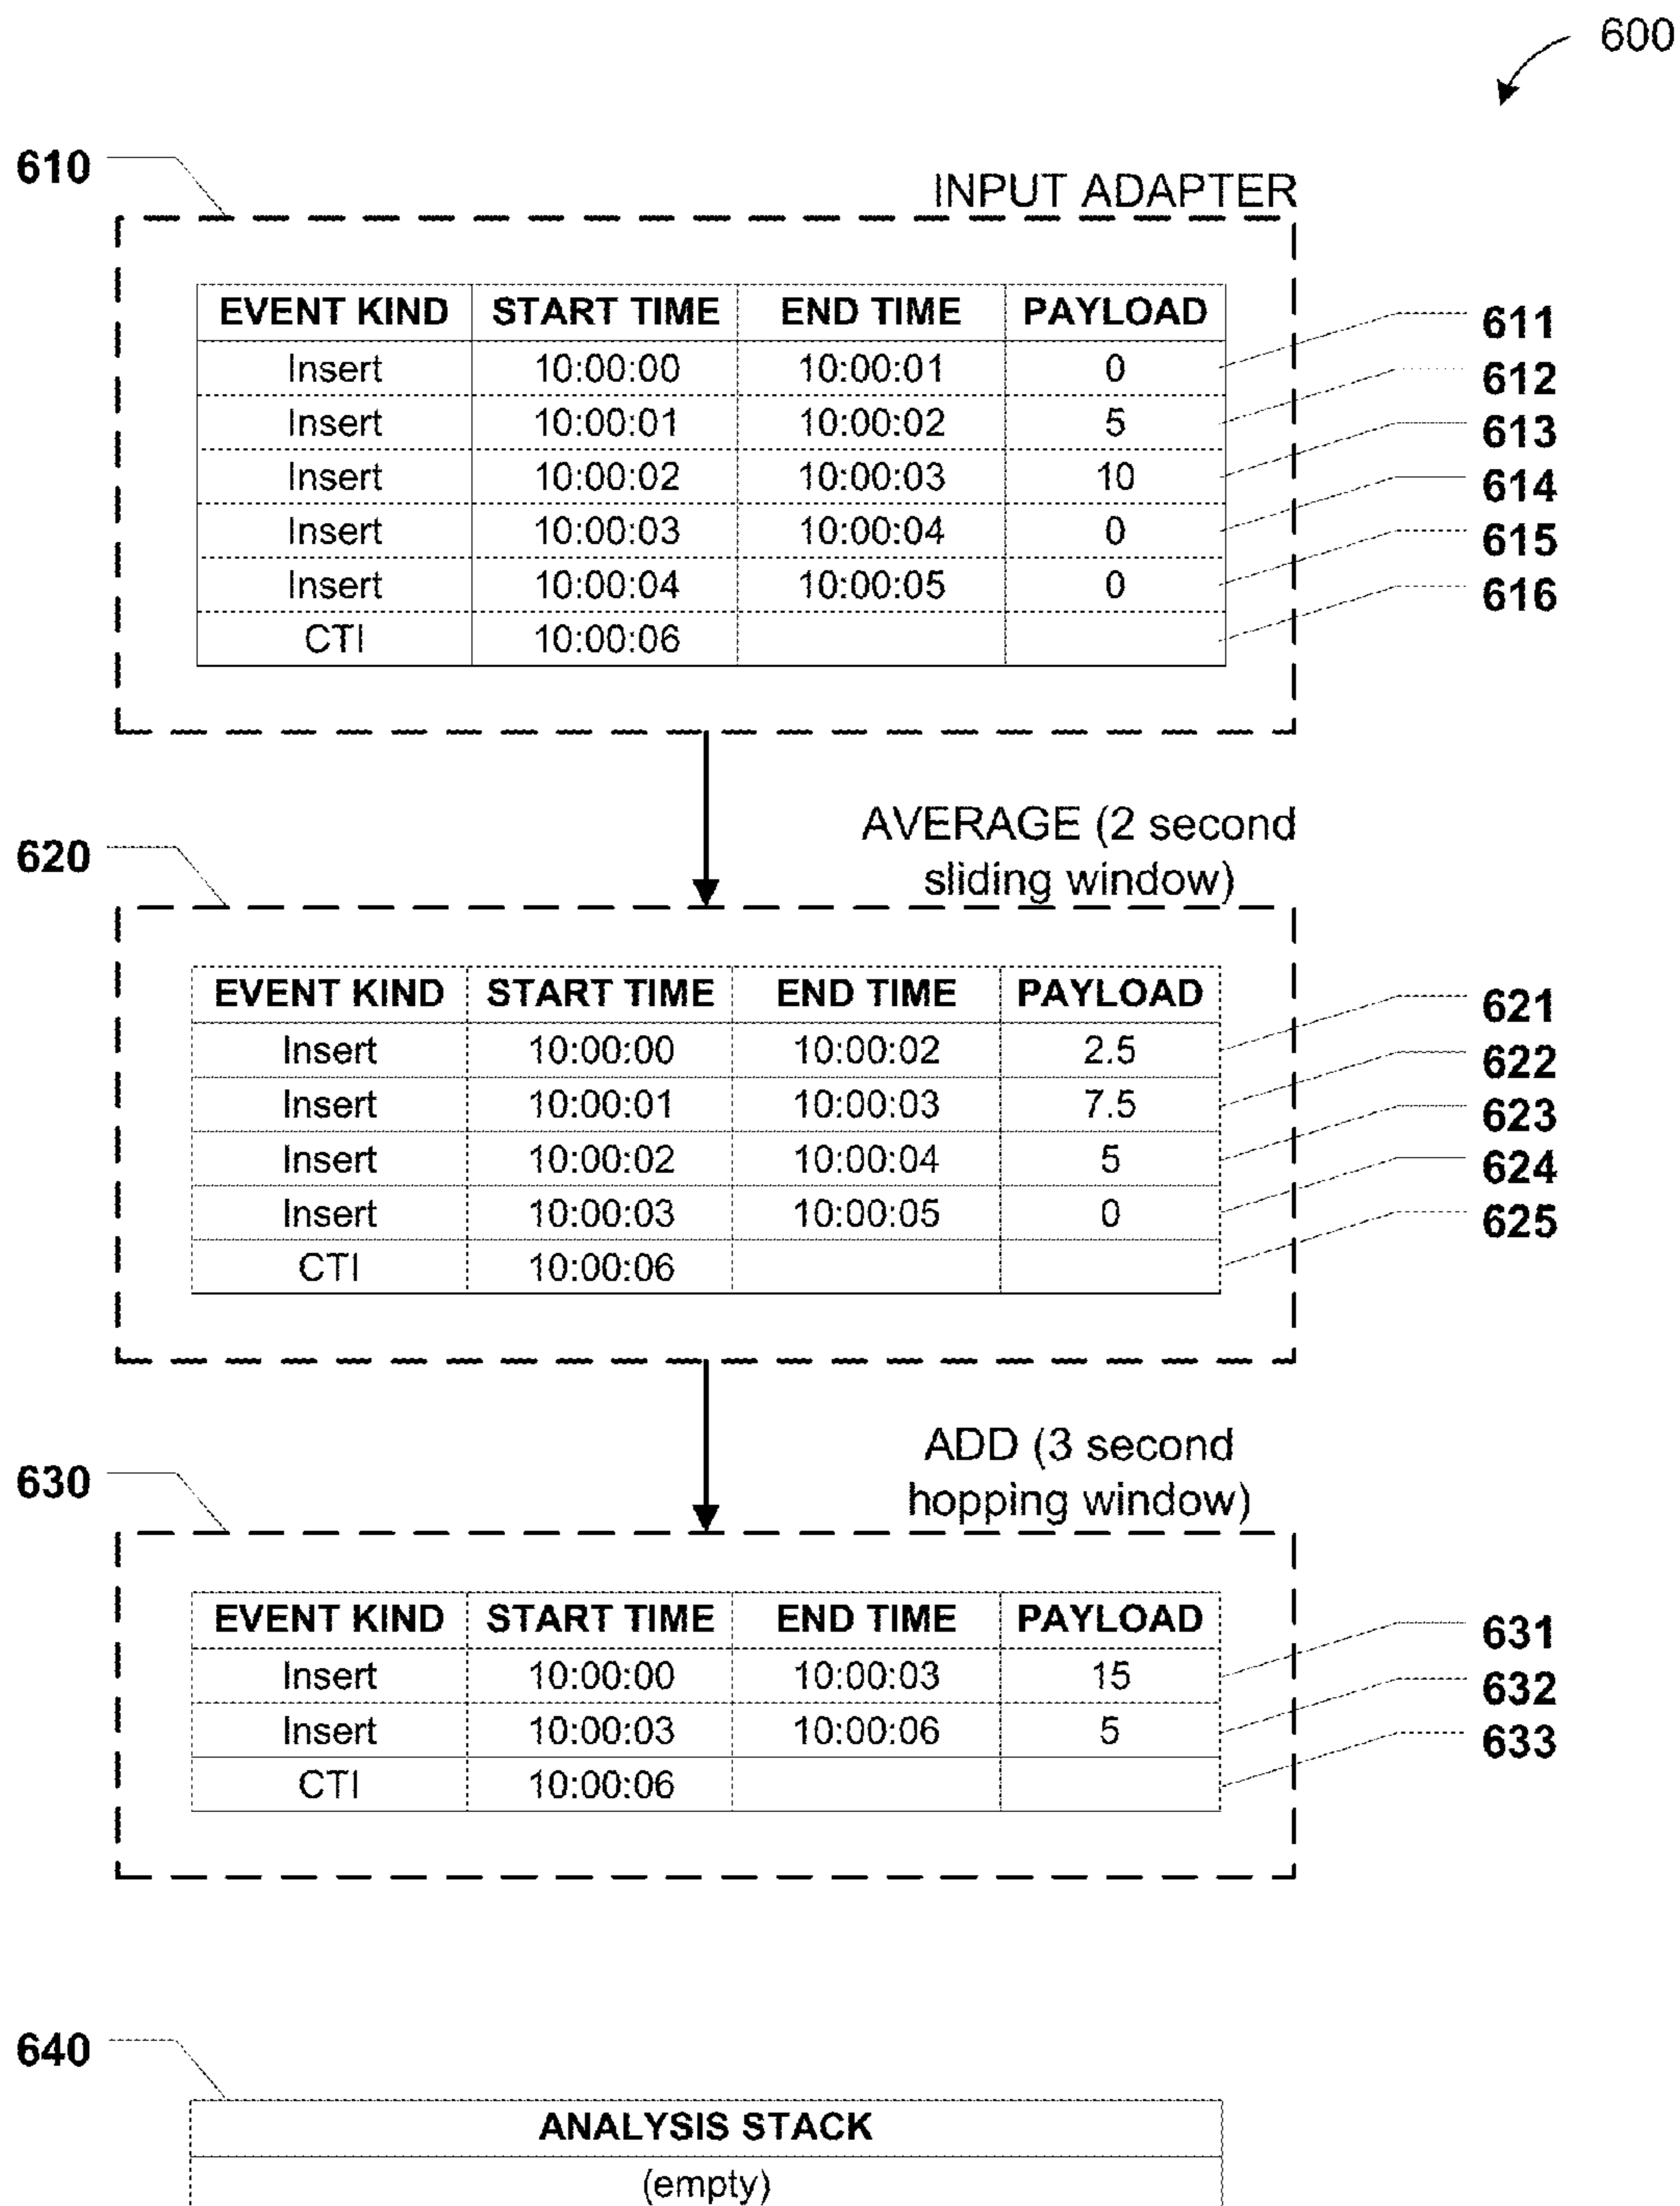 600
610
INPUT ADAPTER
EVENT KIND START TIME END TIME PAYLOAD
Insert 10:00:00 10:00:01 0 611
Insert 10:00:01 10:00:02 5 612
Insert 10:00:02 10:00:03 10 613
Insert 10:00:03 10:00:04 0 614
Insert 10:00:04 10:00:05 0 615
CTI 10:00:06 616
AVERAGE (2 second
620
sliding window)
EVENT KIND START TIME END TIME PAYLOAD
Insert 10:00:00 10:00:02 2.5 621
Insert 10:00:01 10:00:03 7.5 622
Insert 10:00:02 10:00:04 5 623
Insert 10:00:03 10:00:05 0 624
CTI 10:00:06 625
ADD (3 second
630
hopping window)
EVENT KIND START TIME END TIME PAYLOAD
Insert 10:00:00 10:00:03 15 631
Insert 10:00:03 10:00:06 5 632
CTI 10:00:06 633
640
ANALYSIS STACK
(empty)